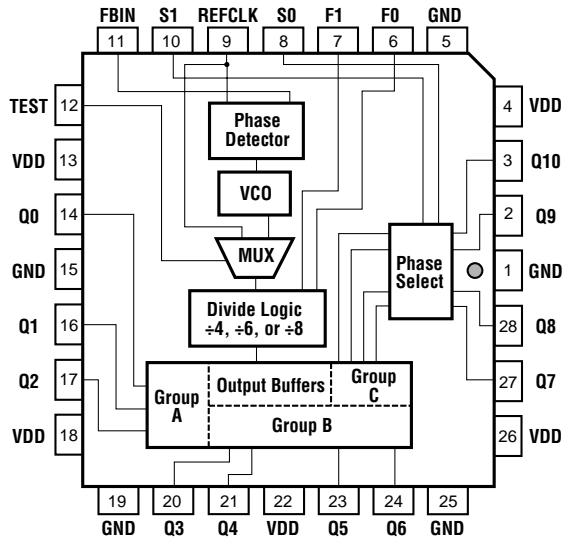 FBIN S1 REFCLK S0 F1 F0 GND
11 10 9 8 7 6 5
TEST 12
4 VDD
Phase
Detector
VDD 13
3 Q10
VCO
Q0 14
2 Q9
MUX
Phase
Select
GND 15
1 GND
Divide Logic
÷4, ÷6, or ÷8
Q1 16
28 Q8
Group
A
Output Buffers
Group
C
Q2 17
27 Q7
Group B
VDD 18
26 VDD
19 20 21 22 23 24 25
GND Q3 Q4 VDD Q5 Q6 GND